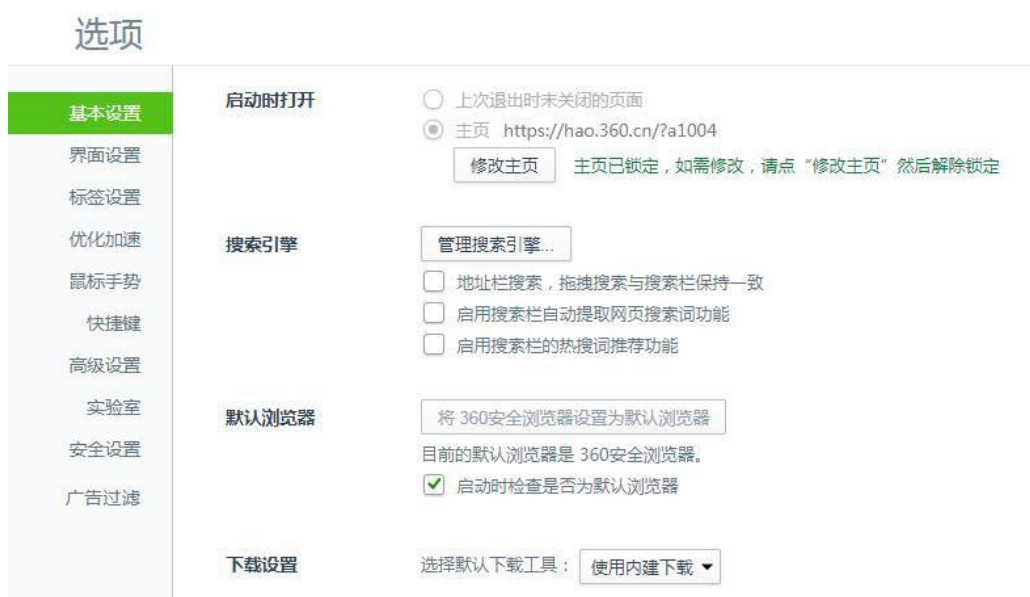 选项
基本设置
界面设置
标签设置
优化加速
鼠标手势
快捷键
高级设置
实验室
安全设置
广告过滤
启动时打开
上次退出时未关闭的页面
主页 https://hao.360.cn/?a1004
修改主页 主页已锁定，如需修改，请点“修改主页”然后解除锁定
搜索引擎
管理搜索引擎...
地址栏搜索，拖拽搜索与搜索栏保持一致
启用搜索栏自动提取网页搜索词功能
启用搜索栏的热搜词推荐功能
默认浏览器
将 360安全浏览器设置为默认浏览器
目前的默认浏览器是 360安全浏览器。
启动时检查是否为默认浏览器
下载设置
选择默认下载工具： 使用内建下载